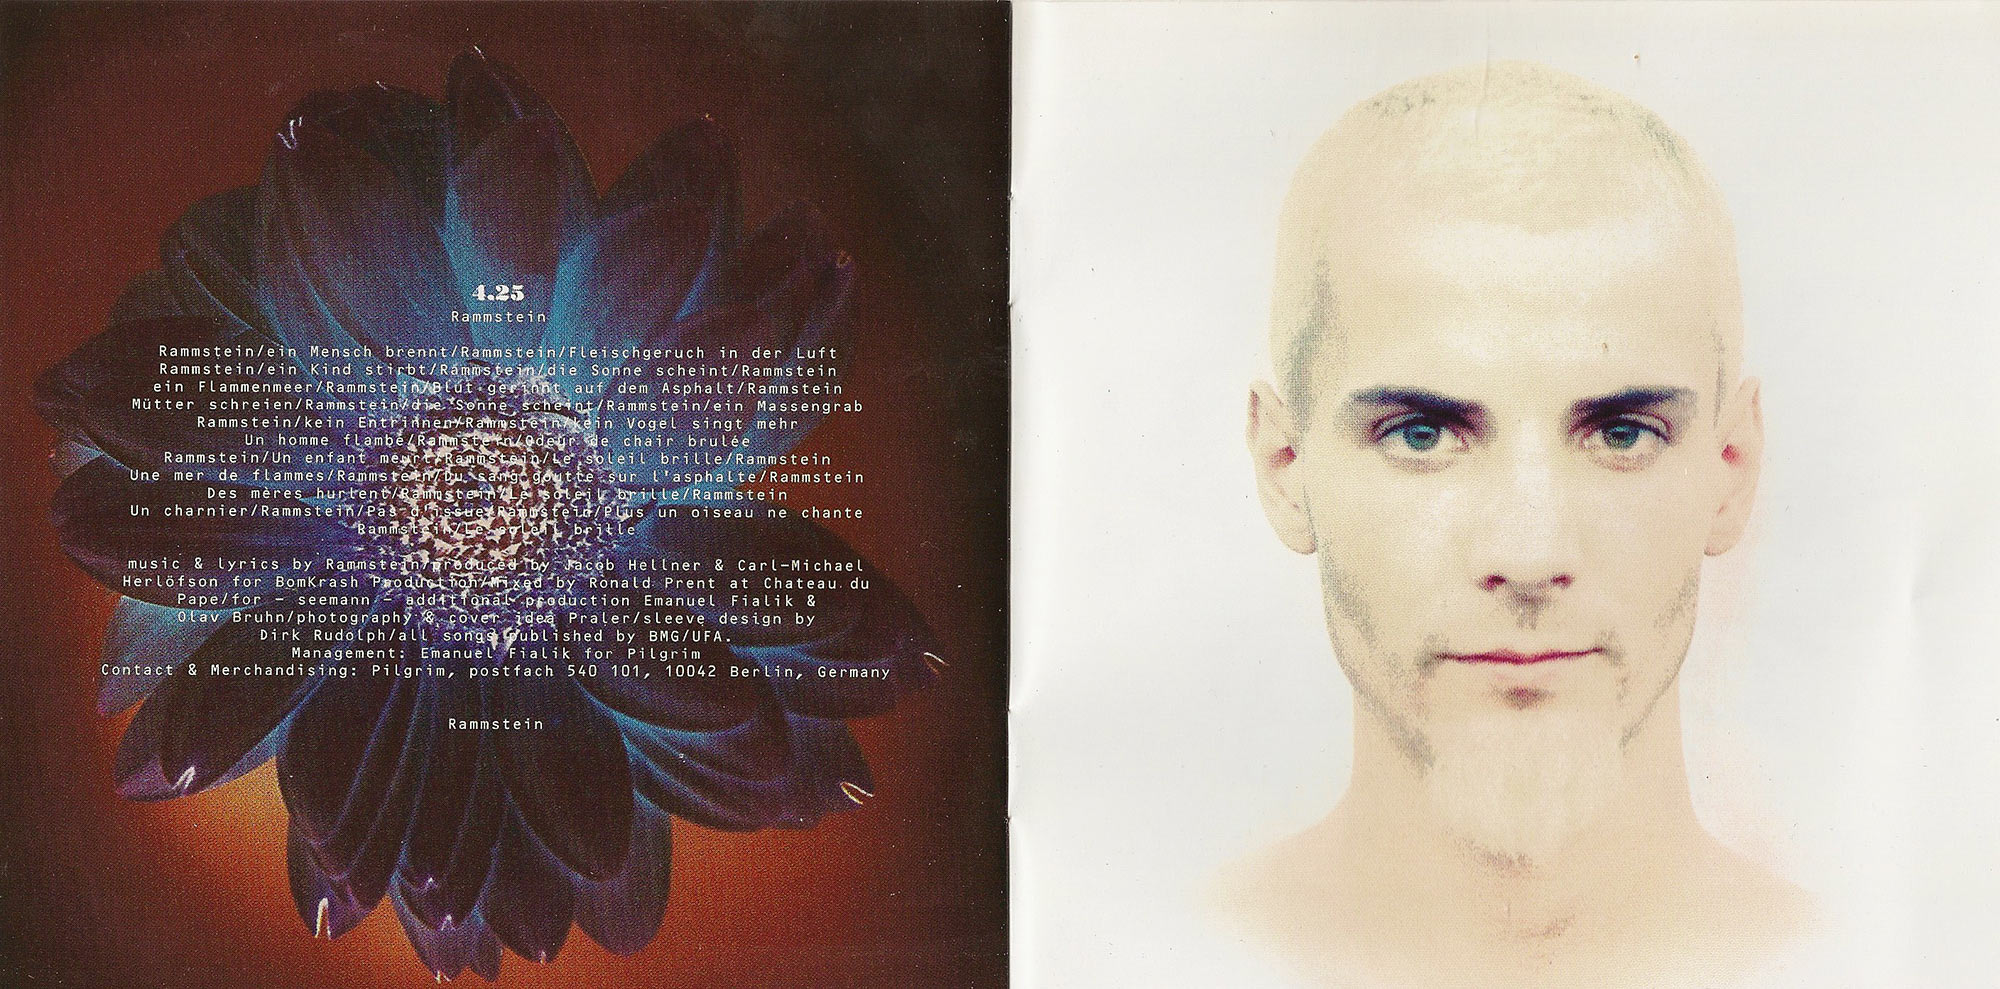 4.25
Rammstein
Rammstein/ein Mensch brennt/Rammstein/Fleischgeruch in der Luft
Rammstein/ein Kind stirbt/Rammstein/die Sonne scheint/Rammstein
ein Flammenmeer/Rammstein/Blut gerinnt auf dem Asphalt/Rammstein
Mütter schreien/Rammstein/die Sonne scheint/Rammstein/ein Massengrab
Rammstein/kein Entrinnen/Rammstein/kein Vogel singt mehr
Un homme flambé/Rammstein/Odeur de chair brulée
Rammstein/Un enfant meurt/Rammstein/Le soleil brille/Rammstein
Une mer de flammes/Rammstein/Du sang goutte sur l'asphalte/Rammstein
Des mères hurlent/Rammstein/Le soleil brille/Rammstein
Un charnier/Rammstein/Pas d'issue/Rammstein/Plus un oiseau ne chante
Rammstein/Le soleil brille
music & lyrics by Rammstein/produced by Jacob Hellner & Carl-Michael
Herlöfson for BomKrash Production/Mixed by Ronald Prent at Chateau du
Pape/for - seemann - additional production Emanuel Fialik &
Olav Bruhn/photography & cover idea Praler/sleeve design by
Dirk Rudolph/all songs published by BMG/UFA.
Management: Emanuel Fialik for Pilgrim
Contact & Merchandising: Pilgrim, postfach 540 101, 10042 Berlin, Germany
Rammstein